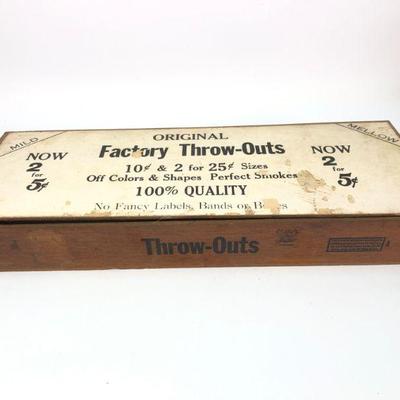 MILD
ORIGINAL
MELLOW
Factory Throw-Outs
NOW
2
for
5¢
10¢ & 2 for 25¢ Sizes
Off Colors & Shapes Perfect Smokes
100% QUALITY
No Fancy Labels, Bands or
NOW
2
for
5¢
Throw-Outs